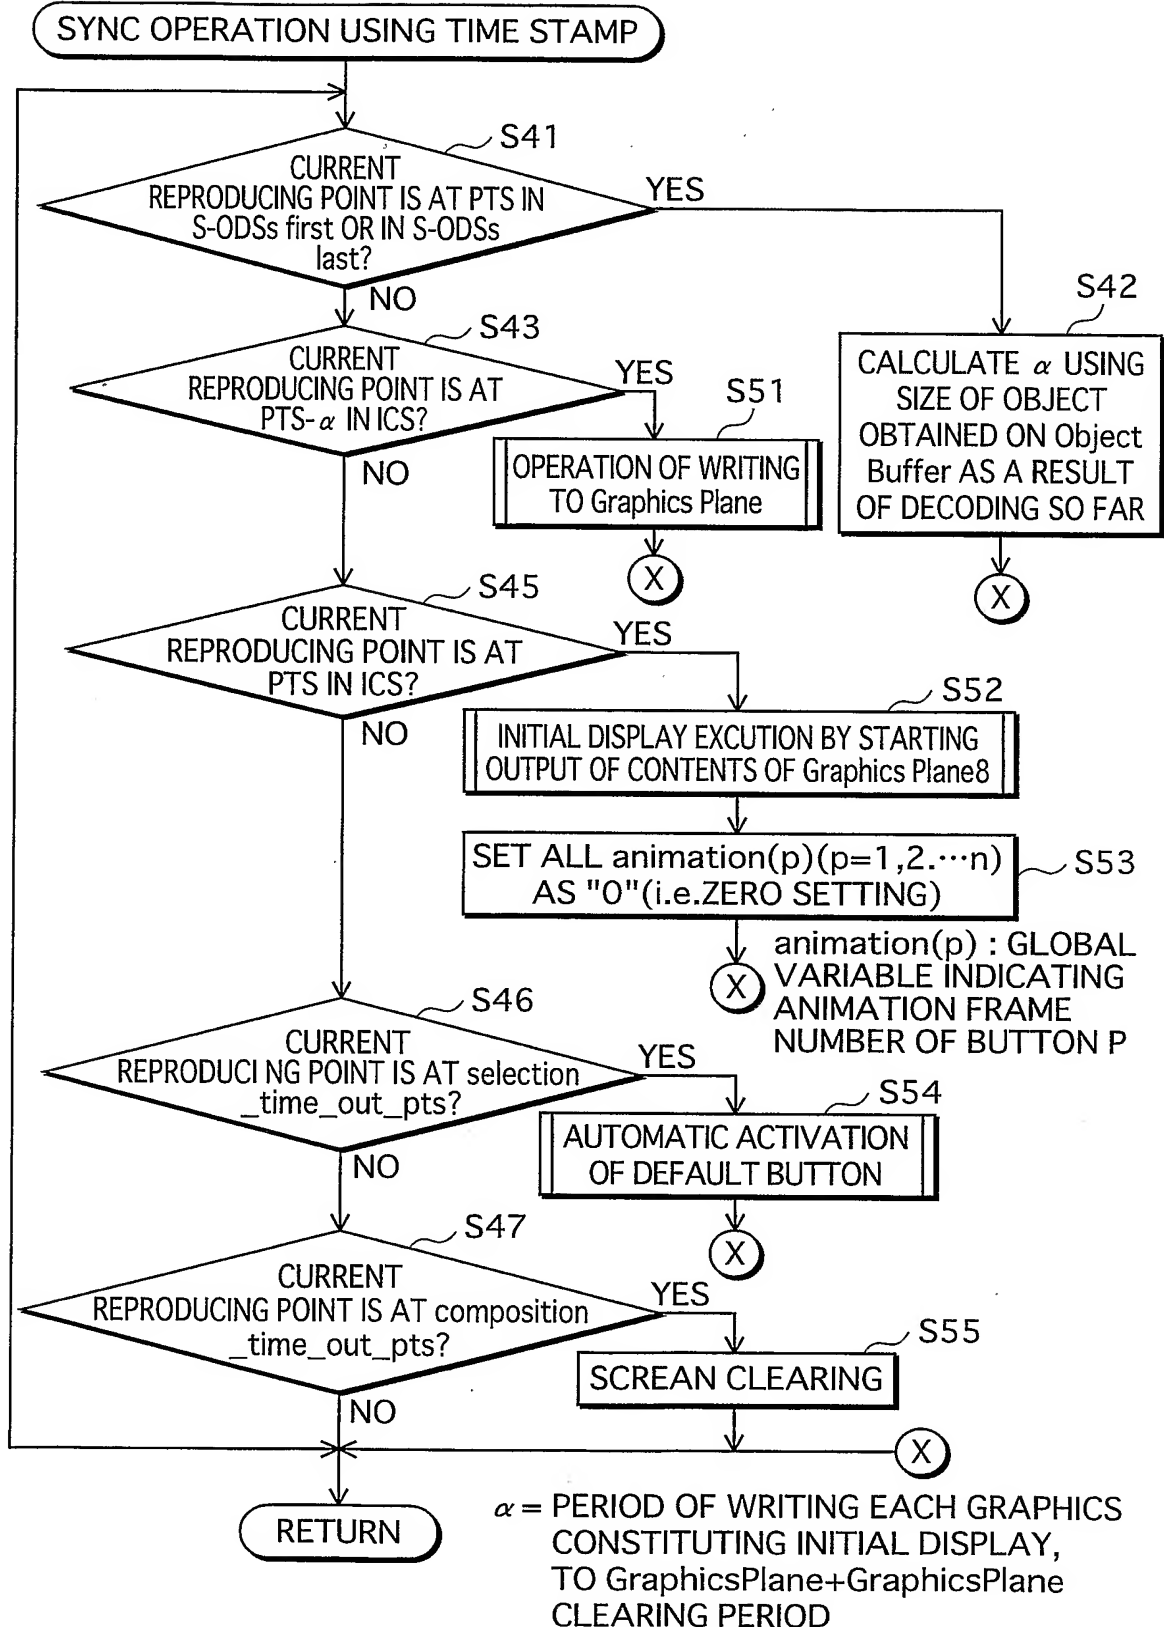 SYNC OPERATION USING TIME STAMP
S41
CURRENT
REPRODUCING POINT IS AT PTS IN
S-ODSs first OR IN S-ODSs
last?
YES
NO
S42
CALCULATE α USING
SIZE OF OBJECT
OBTAINED ON Object
Buffer AS A RESULT
OF DECODING SO FAR
X
S43
CURRENT
REPRODUCING POINT IS AT
PTS-α IN ICS?
YES
NO
S51
OPERATION OF WRITING
TO Graphics Plane
X
S45
CURRENT
REPRODUCING POINT IS AT
PTS IN ICS?
YES
NO
S52
INITIAL DISPLAY EXCUTION BY STARTING
OUTPUT OF CONTENTS OF Graphics Plane8
SET ALL animation(p)(p=1,2.···n)
AS "0"(i.e.ZERO SETTING)
S53
X
animation(p) : GLOBAL
VARIABLE INDICATING
ANIMATION FRAME
NUMBER OF BUTTON P
S46
CURRENT
REPRODUCI NG POINT IS AT selection
_time_out_pts?
YES
NO
S54
AUTOMATIC ACTIVATION
OF DEFAULT BUTTON
X
S47
CURRENT
REPRODUCING POINT IS AT composition
_time_out_pts?
YES
NO
S55
SCREAN CLEARING
X
RETURN
α = PERIOD OF WRITING EACH GRAPHICS
CONSTITUTING INITIAL DISPLAY,
TO GraphicsPlane+GraphicsPlane
CLEARING PERIOD